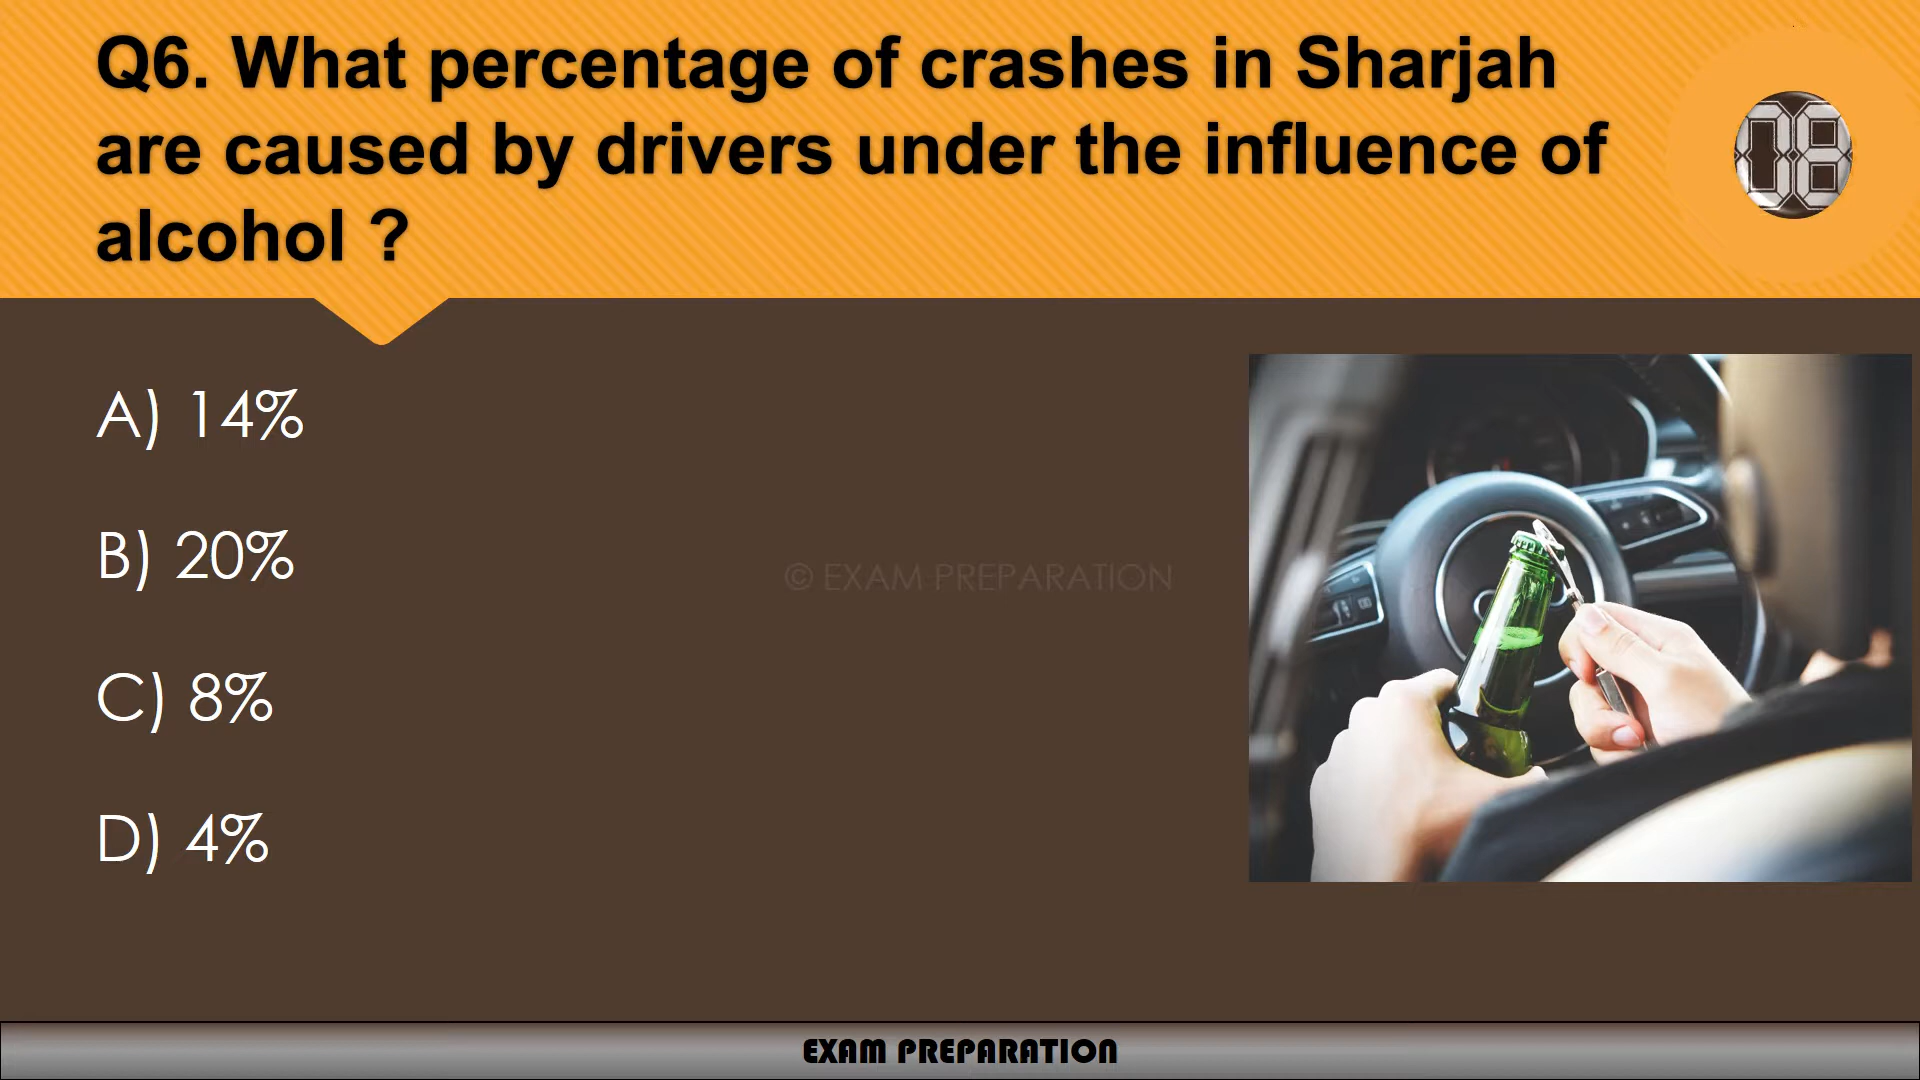 Q6. What percentage of crashes in Sharjah
are caused by drivers under the influence of
alcohol ?
08
A) 14%
B) 20%
C) 8%
D) 4%
© EXAM PREPARATION
EXAM PREPARATION